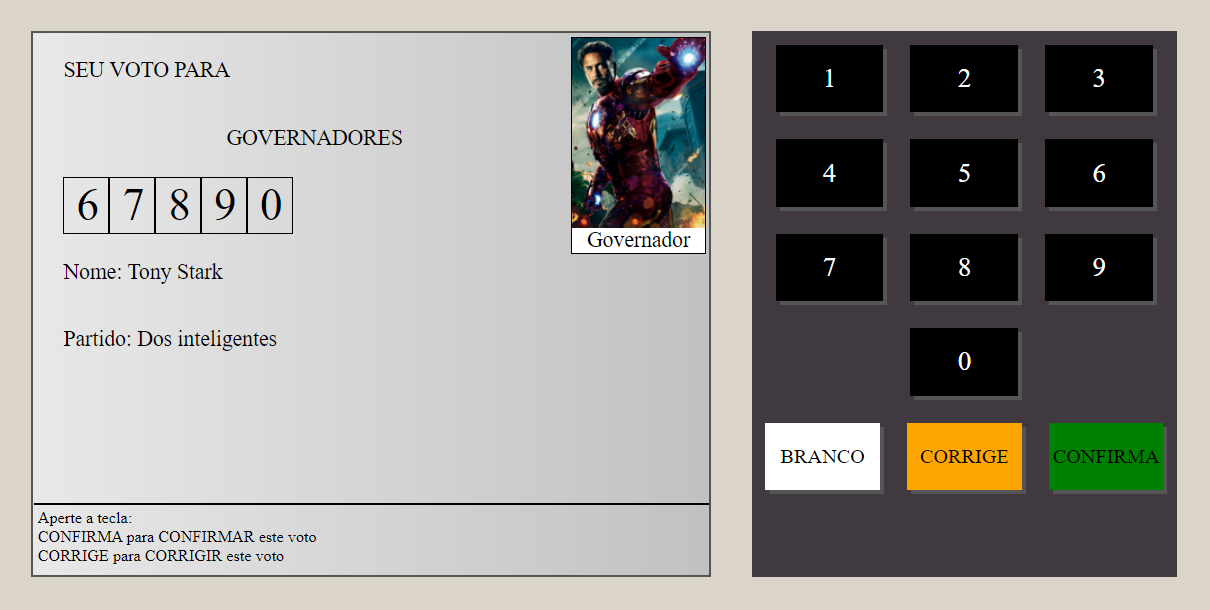 SEU VOTO PARA
GOVERNADORES
6 7 8 9 0
Governador
Nome: Tony Stark
Partido: Dos inteligentes
Aperte a tecla:
CONFIRMA para CONFIRMAR este voto
CORRIGE para CORRIGIR este voto
1 2 3
4 5 6
7 8 9
0
BRANCO CORRIGE CONFIRMA